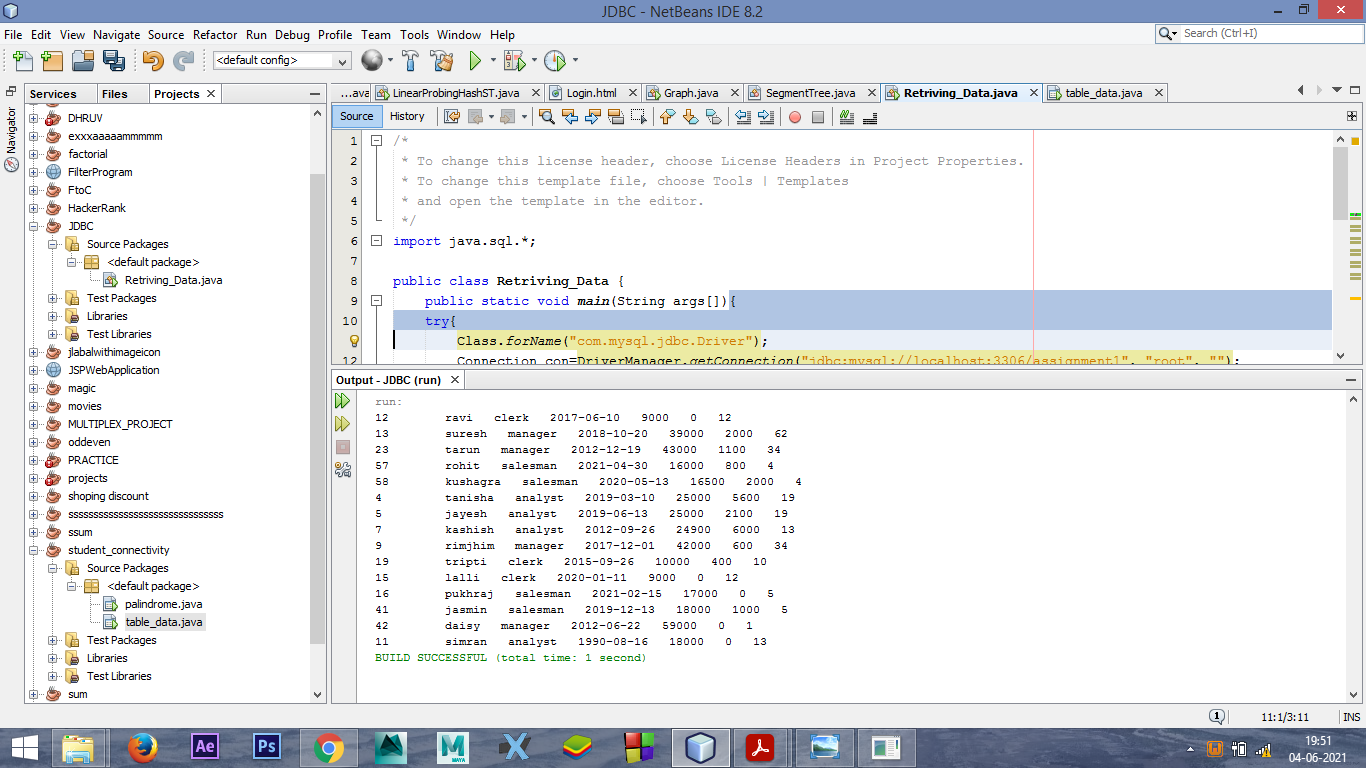 JDBC - NetBeans IDE 8.2
File Edit View Navigate Source Refactor Run Debug Profile Team Tools Window Help
Search (Ctrl+I)
<default config>
Services Files Projects
Navigator
DHRUV
exxxaaaaammmmm
factorial
FilterProgram
FtoC
HackerRank
JDBC
Source Packages
<default package>
Retriving_Data.java
Test Packages
Libraries
Test Libraries
jlabalwithimageicon
JSPWebApplication
magic
movies
MULTIPLEX_PROJECT
oddeven
PRACTICE
projects
shoping discount
ssum
student_connectivity
Source Packages
<default package>
palindrome.java
table_data.java
Test Packages
Libraries
Test Libraries
sum
...ava LinearProbingHashST.java Login.html Graph.java SegmentTree.java Retriving_Data.java table_data.java
Source History
1 /*
2 * To change this license header, choose License Headers in Project Properties.
3 * To change this template file, choose Tools | Templates
4 * and open the template in the editor.
5 */
6 import java.sql.*;
7
8 public class Retriving_Data {
9 public static void main(String args[]){
10 try{
Class.forName("com.mysql.jdbc.Driver");
12 Connection con=DriverManager.getConnection("jdbc:mysql://localhost:3306/assignment1", "root", "");
Output - JDBC (run)
run:
12 ravi clerk 2017-06-10 9000 0 12
13 suresh manager 2018-10-20 39000 2000 62
23 tarun manager 2012-12-19 43000 1100 34
57 rohit salesman 2021-04-30 16000 800 4
58 kushagra salesman 2020-05-13 16500 2000 4
4 tanisha analyst 2019-03-10 25000 5600 19
5 jayesh analyst 2019-06-13 25000 2100 19
7 kashish analyst 2012-09-26 24900 6000 13
9 rimjhim manager 2017-12-01 42000 600 34
19 tripti clerk 2015-09-26 10000 400 10
15 lalli clerk 2020-01-11 9000 0 12
16 pukhraj salesman 2021-02-15 17000 0 5
41 jasmin salesman 2019-12-13 18000 1000 5
42 daisy manager 2012-06-22 59000 0 1
11 simran analyst 1990-08-16 18000 0 13
BUILD SUCCESSFUL (total time: 1 second)
1
11:1/3:11 INS
Ae Ps MAYA
19:51
04-06-2021